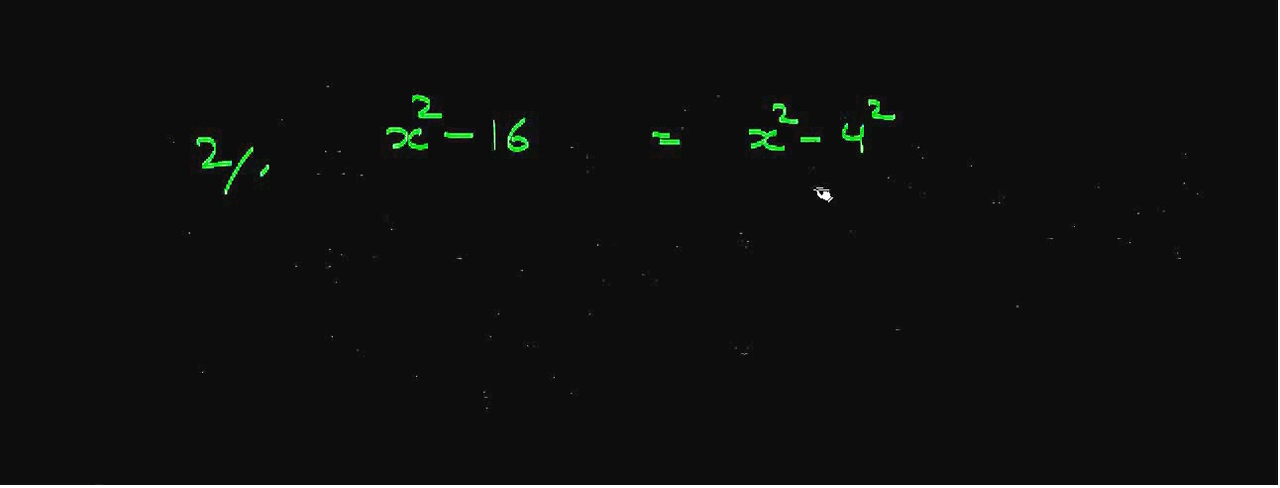 2/. x² - 16 = x² - 4²